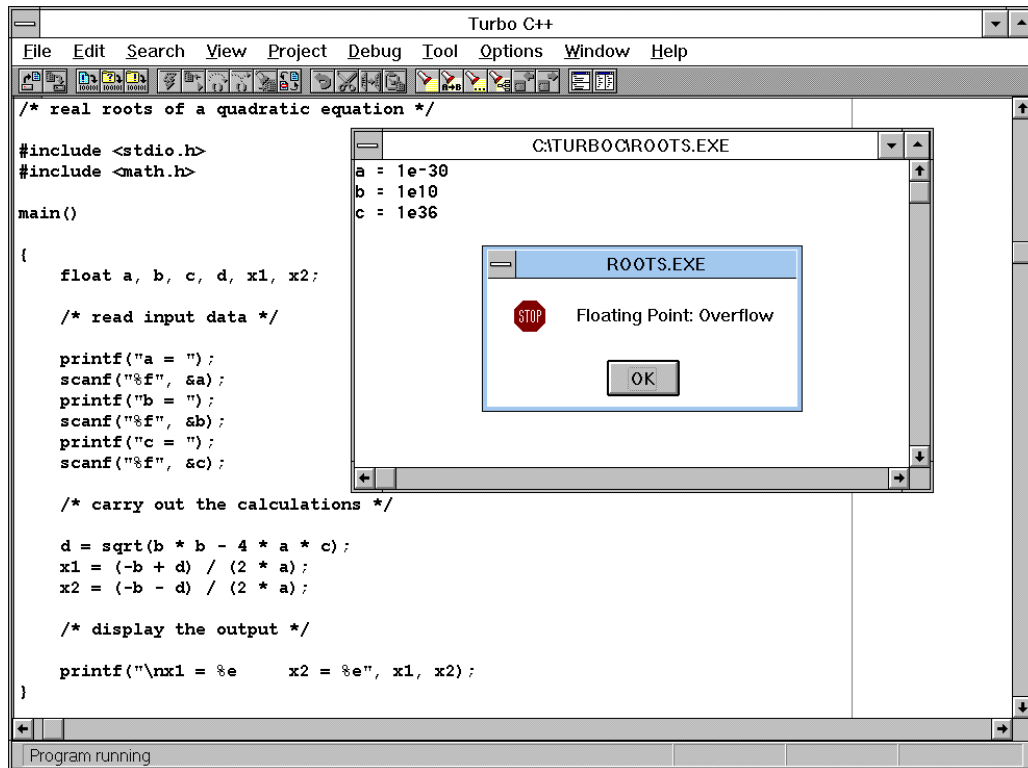 Turbo C++
File Edit Search View Project Debug Tool Options Window Help
/* real roots of a quadratic equation */
#include <stdio.h>
#include <math.h>
main()
{
    float a, b, c, d, x1, x2;
    /* read input data */
    printf("a = ");
    scanf("%f", &a);
    printf("b = ");
    scanf("%f", &b);
    printf("c = ");
    scanf("%f", &c);
    /* carry out the calculations */
    d = sqrt(b * b - 4 * a * c);
    x1 = (-b + d) / (2 * a);
    x2 = (-b - d) / (2 * a);
    /* display the output */
    printf("\nx1 = %e     x2 = %e", x1, x2);
}
C:\TURBOC\ROOTS.EXE
a = 1e-30
b = 1e10
c = 1e36
ROOTS.EXE
STOP
Floating Point: Overflow
OK
Program running